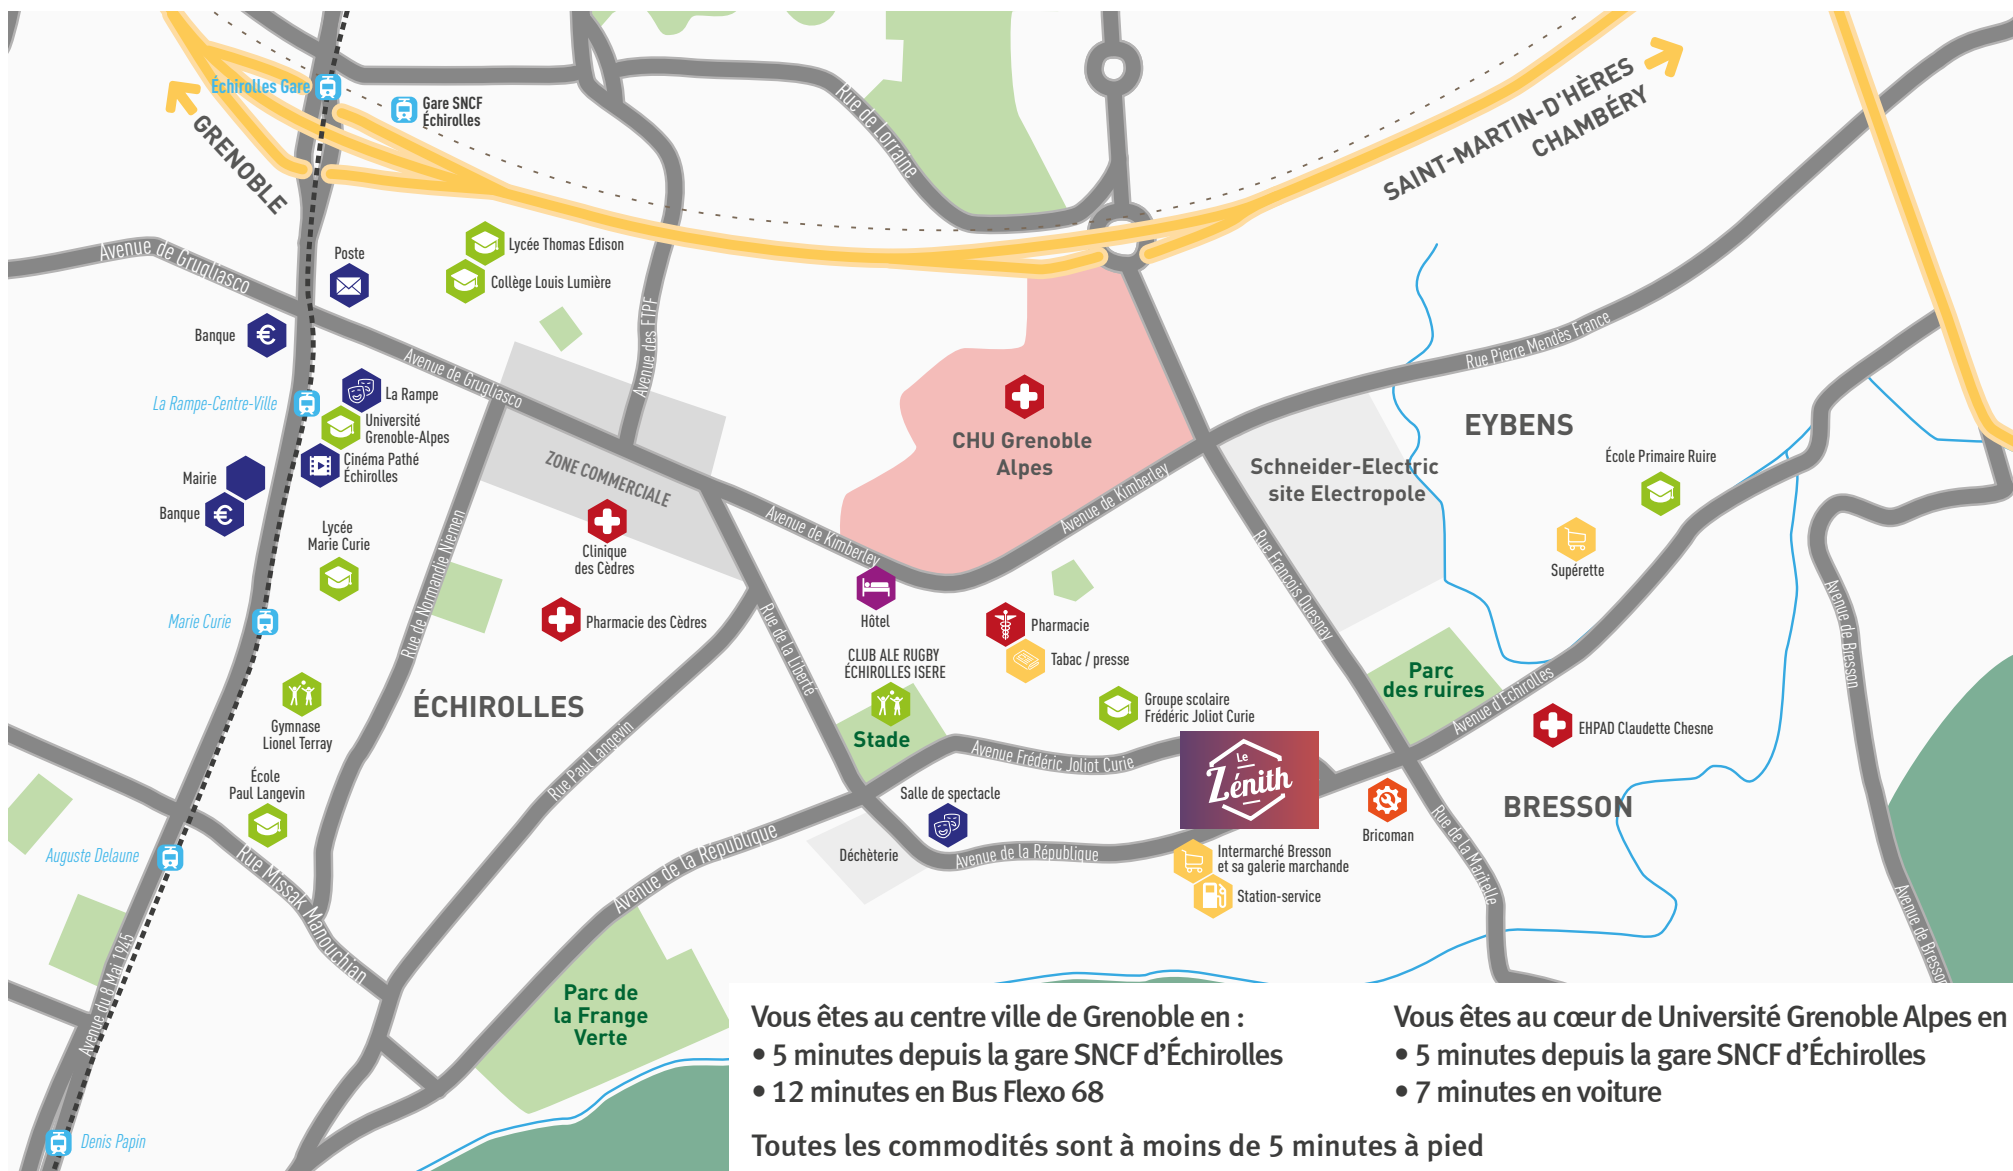 Échirolles Gare
Gare SNCF
Échirolles
GRENOBLE
Rue de Lorraine
SAINT-MARTIN-D'HÈRES
CHAMBÉRY
Avenue de Grugliasco
Poste
Lycée Thomas Edison
Collège Louis Lumière
Banque
Avenue de Grugliasco
Avenue des FTPF
Rue Pierre Mendès France
La Rampe-Centre-Ville
La Rampe
Université
Grenoble-Alpes
Cinéma Pathé
Échirolles
Mairie
Banque
ZONE COMMERCIALE
CHU Grenoble
Alpes
Schneider-Electric
site Electropole
EYBENS
École Primaire Ruire
Supérette
Lycée
Marie Curie
Clinique
des Cèdres
Avenue de Kimberley
Avenue de Kimberley
Rue François Quesnay
Rue de Normandie Niemen
Marie Curie
Pharmacie des Cèdres
Hôtel
Pharmacie
Tabac / presse
Rue de la Liberté
CLUB ALE RUGBY
ÉCHIROLLES ISERE
Stade
Groupe scolaire
Frédéric Joliot Curie
Parc
des ruires
Avenue d'Echirolles
Avenue de Bresson
EHPAD Claudette Chesne
ÉCHIROLLES
Gymnase
Lionel Terray
École
Paul Langevin
Rue Paul Langevin
Avenue Frédéric Joliot Curie
Le
Zénith
Salle de spectacle
Bricoman
BRESSON
Rue de la Maritelle
Auguste Delaune
Rue Missak Manouchian
Avenue de la République
Déchèterie
Avenue de la République
Intermarché Bresson
et sa galerie marchande
Station-service
Avenue de Bresson
Avenue du 8 Mai 1945
Parc de
la Frange
Verte
Denis Papin
Vous êtes au centre ville de Grenoble en :
• 5 minutes depuis la gare SNCF d'Échirolles
• 12 minutes en Bus Flexo 68
Vous êtes au cœur de Université Grenoble Alpes en
• 5 minutes depuis la gare SNCF d'Échirolles
• 7 minutes en voiture
Toutes les commodités sont à moins de 5 minutes à pied